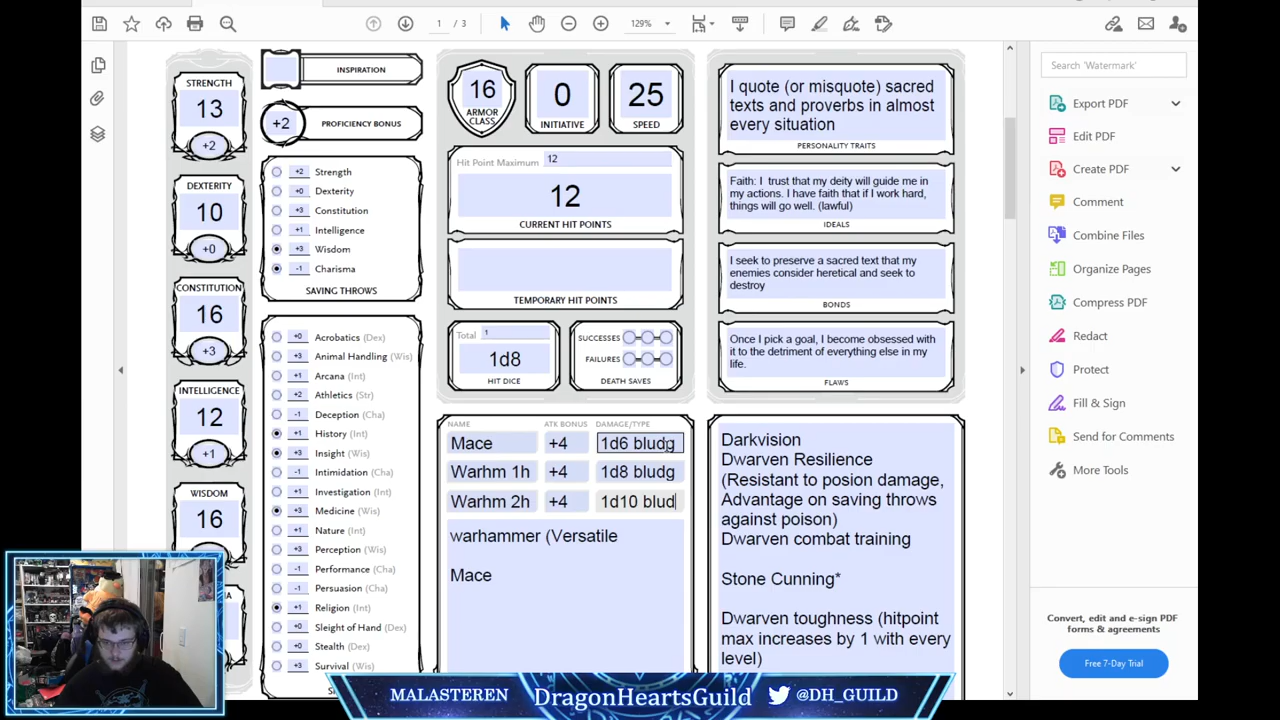 1 / 3
129%
Search 'Watermark'
Export PDF
Edit PDF
Create PDF
Comment
Combine Files
Organize Pages
Compress PDF
Redact
Protect
Fill & Sign
Send for Comments
More Tools
Convert, edit and e-sign PDF
forms & agreements
Free 7-Day Trial
STRENGTH
13
+2
DEXTERITY
10
+0
CONSTITUTION
16
+3
INTELLIGENCE
12
+1
WISDOM
16
INSPIRATION
+2 PROFICIENCY BONUS
+2 Strength
+0 Dexterity
+3 Constitution
+1 Intelligence
+3 Wisdom
-1 Charisma
SAVING THROWS
+0 Acrobatics (Dex)
+3 Animal Handling (Wis)
+1 Arcana (Int)
+2 Athletics (Str)
-1 Deception (Cha)
+1 History (Int)
+3 Insight (Wis)
-1 Intimidation (Cha)
+1 Investigation (Int)
+3 Medicine (Wis)
+1 Nature (Int)
+3 Perception (Wis)
-1 Performance (Cha)
-1 Persuasion (Cha)
+1 Religion (Int)
+0 Sleight of Hand (Dex)
+0 Stealth (Dex)
+3 Survival (Wis)
16
ARMOR
CLASS
0
INITIATIVE
25
SPEED
Hit Point Maximum 12
12
CURRENT HIT POINTS
TEMPORARY HIT POINTS
Total 1
1d8
HIT DICE
SUCCESSES
FAILURES
DEATH SAVES
NAME ATK BONUS DAMAGE/TYPE
Mace +4 1d6 bludg
Warhm 1h +4 1d8 bludg
Warhm 2h +4 1d10 blud
warhammer (Versatile
Mace
I quote (or misquote) sacred
texts and proverbs in almost
every situation
PERSONALITY TRAITS
Faith: I trust that my deity will guide me in
my actions. I have faith that if I work hard,
things will go well. (lawful)
IDEALS
I seek to preserve a sacred text that my
enemies consider heretical and seek to
destroy
BONDS
Once I pick a goal, I become obsessed with
it to the detriment of everything else in my
life.
FLAWS
Darkvision
Dwarven Resilience
(Resistant to posion damage,
Advantage on saving throws
against poison)
Dwarven combat training
Stone Cunning*
Dwarven toughness (hitpoint
max increases by 1 with every
level)
MALASTEREN DragonHeartsGuild @DH_GUILD